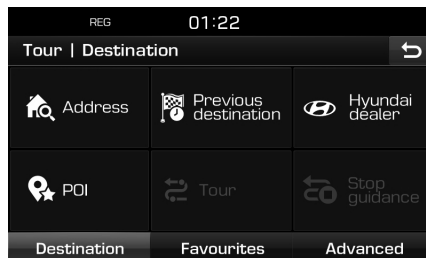 REG
01:22
Tour | Destination
Address
Previous
destination
Hyundai
dealer
POI
Tour
Stop
guidance
Destination
Favourites
Advanced